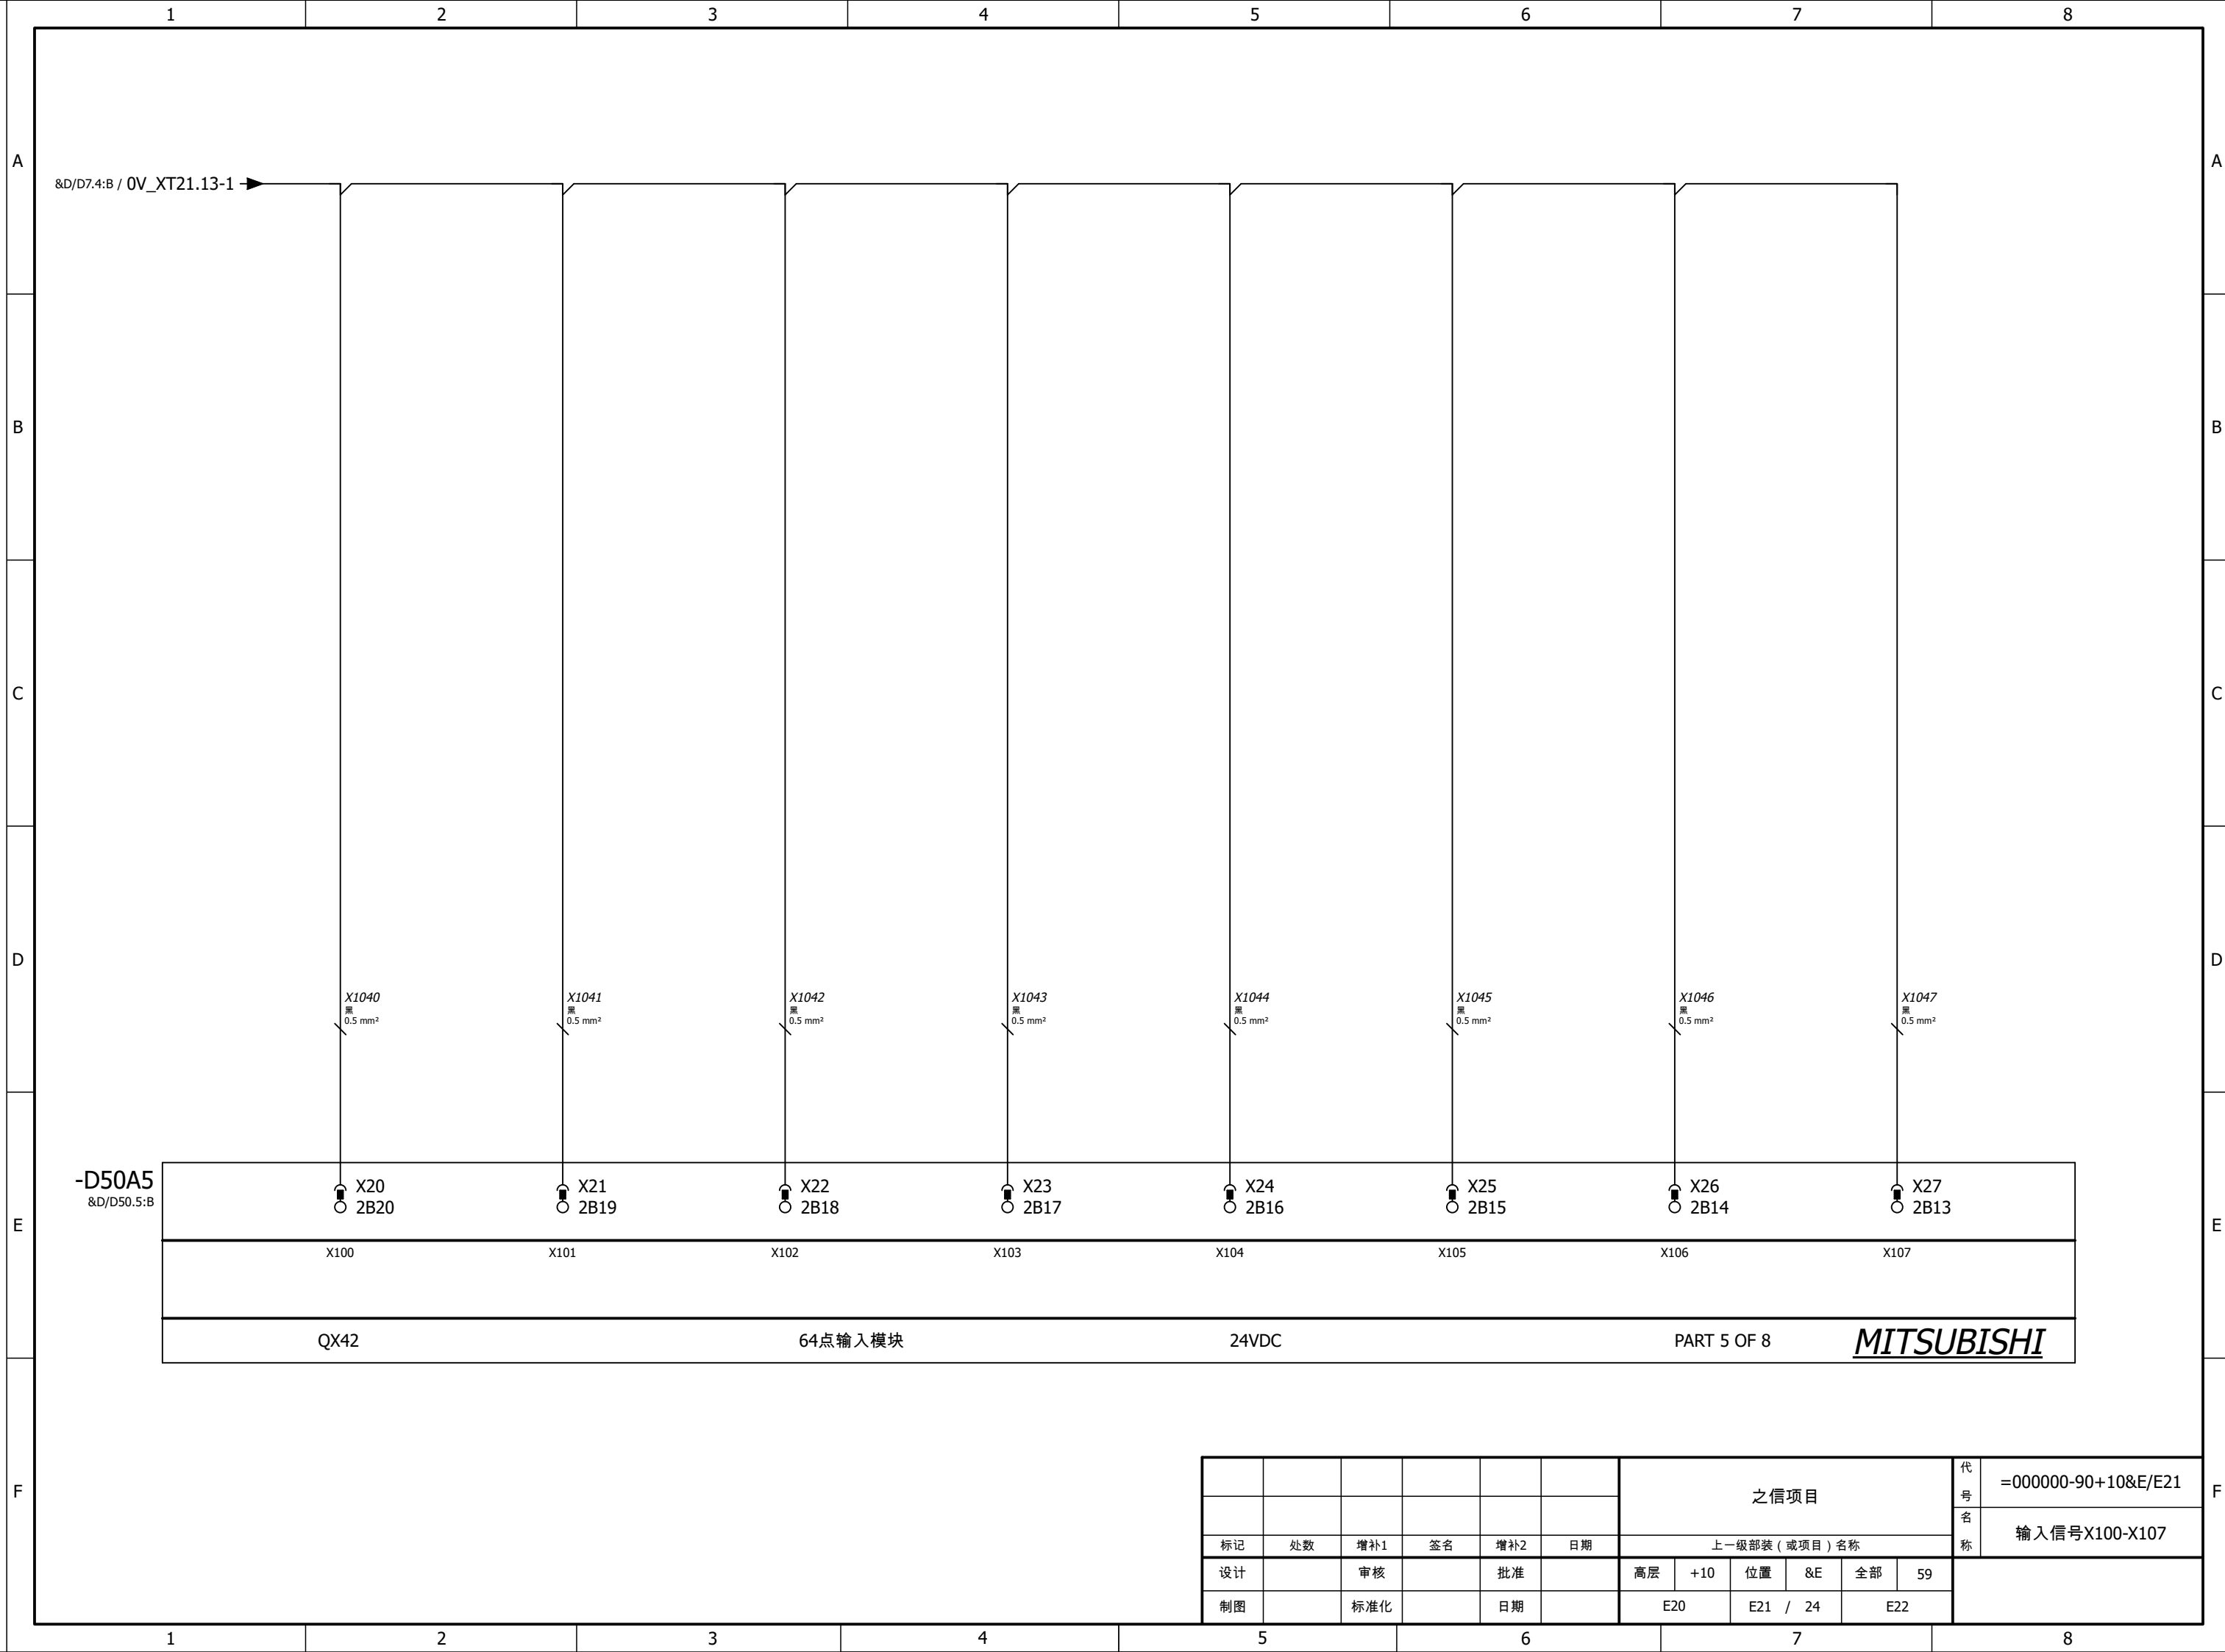 1 2 3 4 5 6 7 8
A A
&D/D7.4:B / 0V_XT21.13-1
B B
C C
D D
X1040 X1041 X1042 X1043 X1044 X1045 X1046 X1047
黑 黑 黑 黑 黑 黑 黑 黑
0.5 mm² 0.5 mm² 0.5 mm² 0.5 mm² 0.5 mm² 0.5 mm² 0.5 mm² 0.5 mm²
-D50A5 X20 X21 X22 X23 X24 X25 X26 X27
&D/D50.5:B 2B20 2B19 2B18 2B17 2B16 2B15 2B14 2B13
E E
X100 X101 X102 X103 X104 X105 X106 X107
QX42 64点输入模块 24VDC PART 5 OF 8 MITSUBISHI
F F
之信项目 代号 =000000-90+10&E/E21
名称 输入信号X100-X107
标记 处数 增补1 签名 增补2 日期 上一级部装（或项目）名称
设计 审核 批准 高层 +10 位置 &E 全部 59
制图 标准化 日期 E20 E21 / 24 E22
1 2 3 4 5 6 7 8